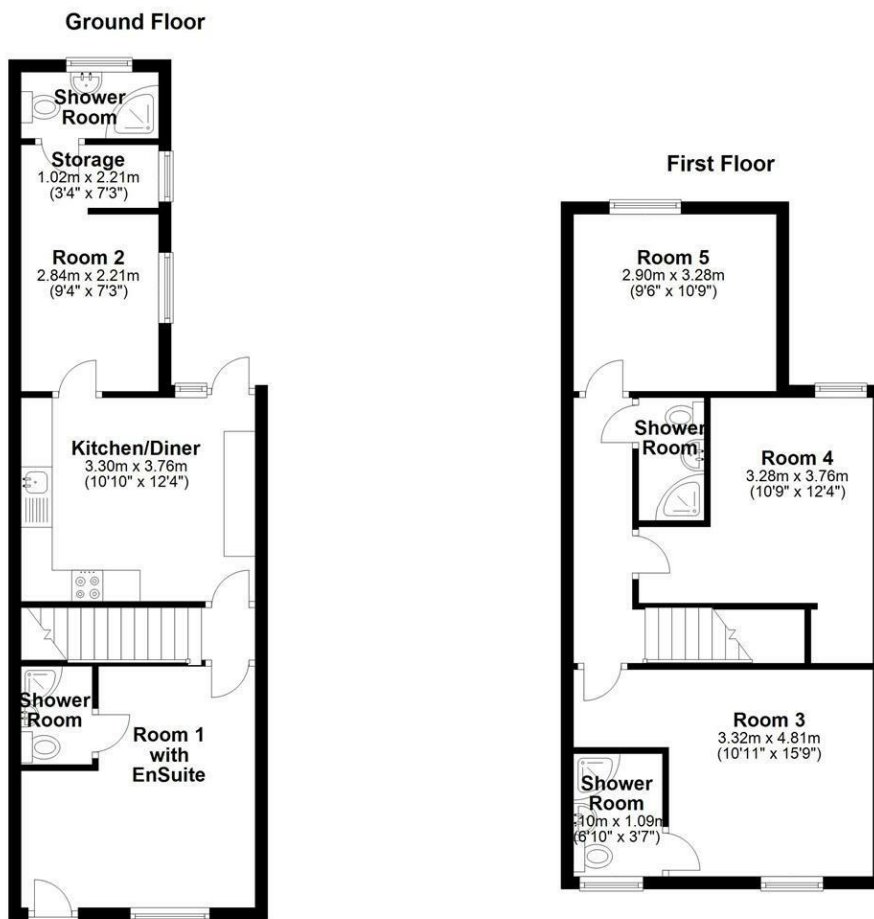 Ground Floor
Shower
Room
Storage
1.02m x 2.21m
(3'4" x 7'3")
Room 2
2.84m x 2.21m
(9'4" x 7'3")
Kitchen/Diner
3.30m x 3.76m
(10'10" x 12'4")
Shower
Room
Room 1
with
EnSuite
First Floor
Room 5
2.90m x 3.28m
(9'6" x 10'9")
Shower
Room
Room 4
3.28m x 3.76m
(10'9" x 12'4")
Room 3
3.32m x 4.81m
(10'11" x 15'9")
Shower
Room
.10m x 1.09m
(6'10" x 3'7")